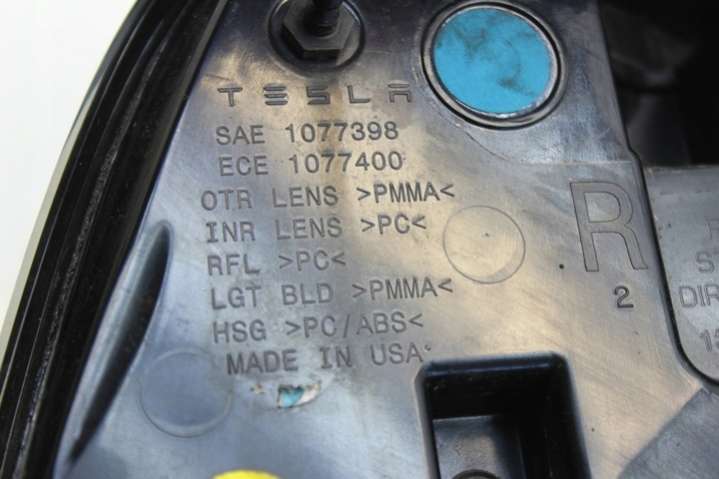 TESLA
SAE 1077398
ECE 1077400
OTR LENS >PMMA<
INR LENS >PC<
RFL >PC<
LGT BLD >PMMA<
HSG >PC/ABS<
MADE IN USA
R
2
DIR